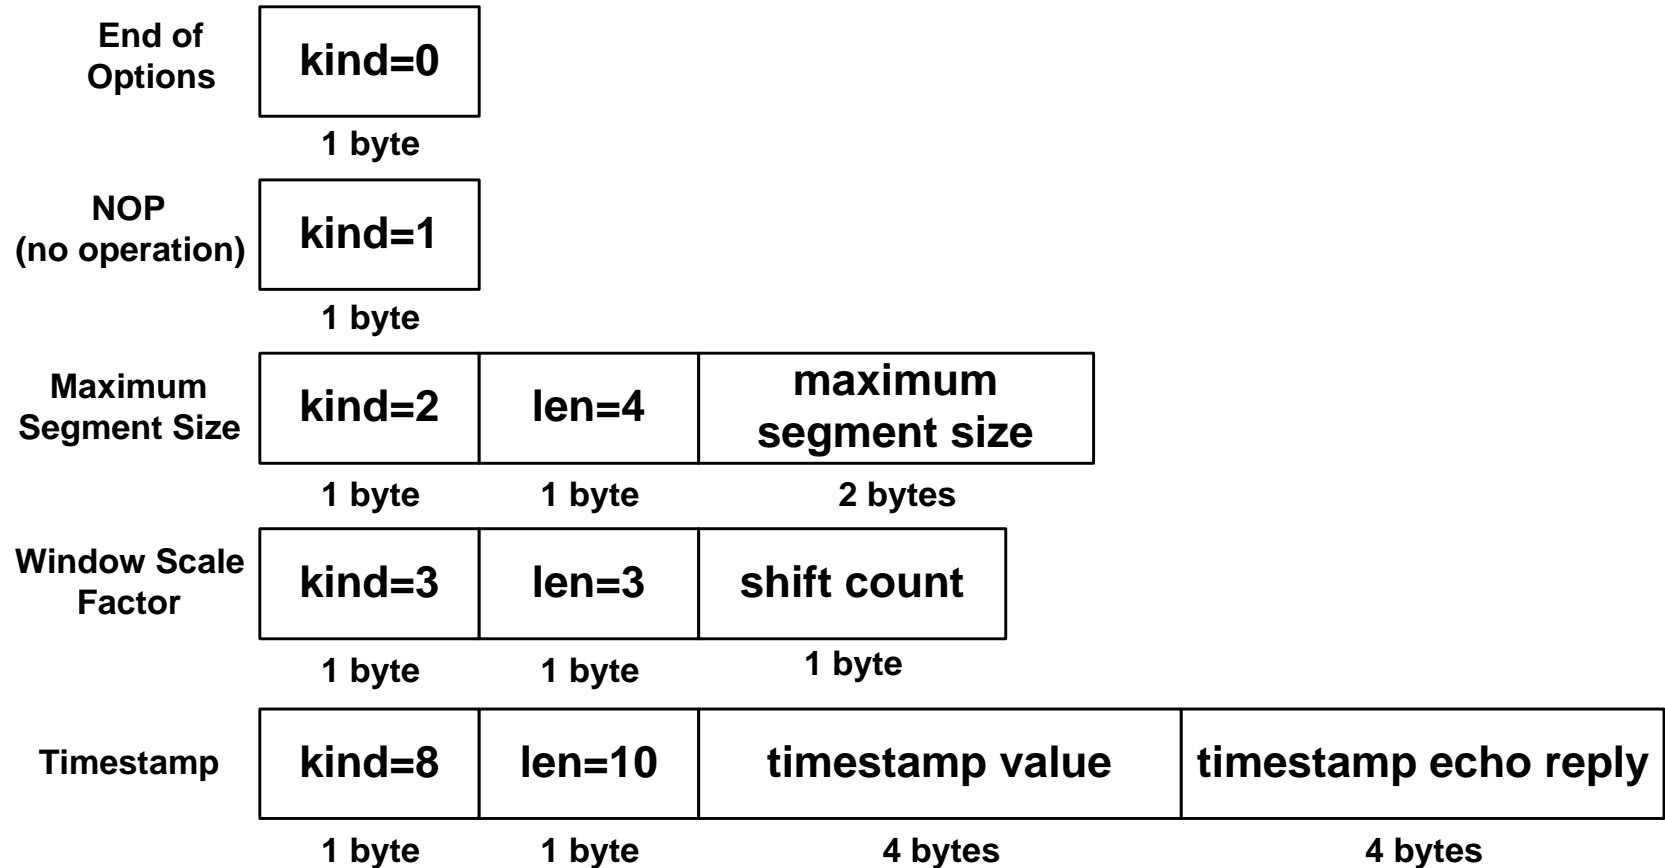 End of
Options
kind=0
1 byte
NOP
(no operation)
kind=1
1 byte
Maximum
Segment Size
kind=2
len=4
maximum
segment size
1 byte
1 byte
2 bytes
Window Scale
Factor
kind=3
len=3
shift count
1 byte
1 byte
1 byte
Timestamp
kind=8
len=10
timestamp value
timestamp echo reply
1 byte
1 byte
4 bytes
4 bytes